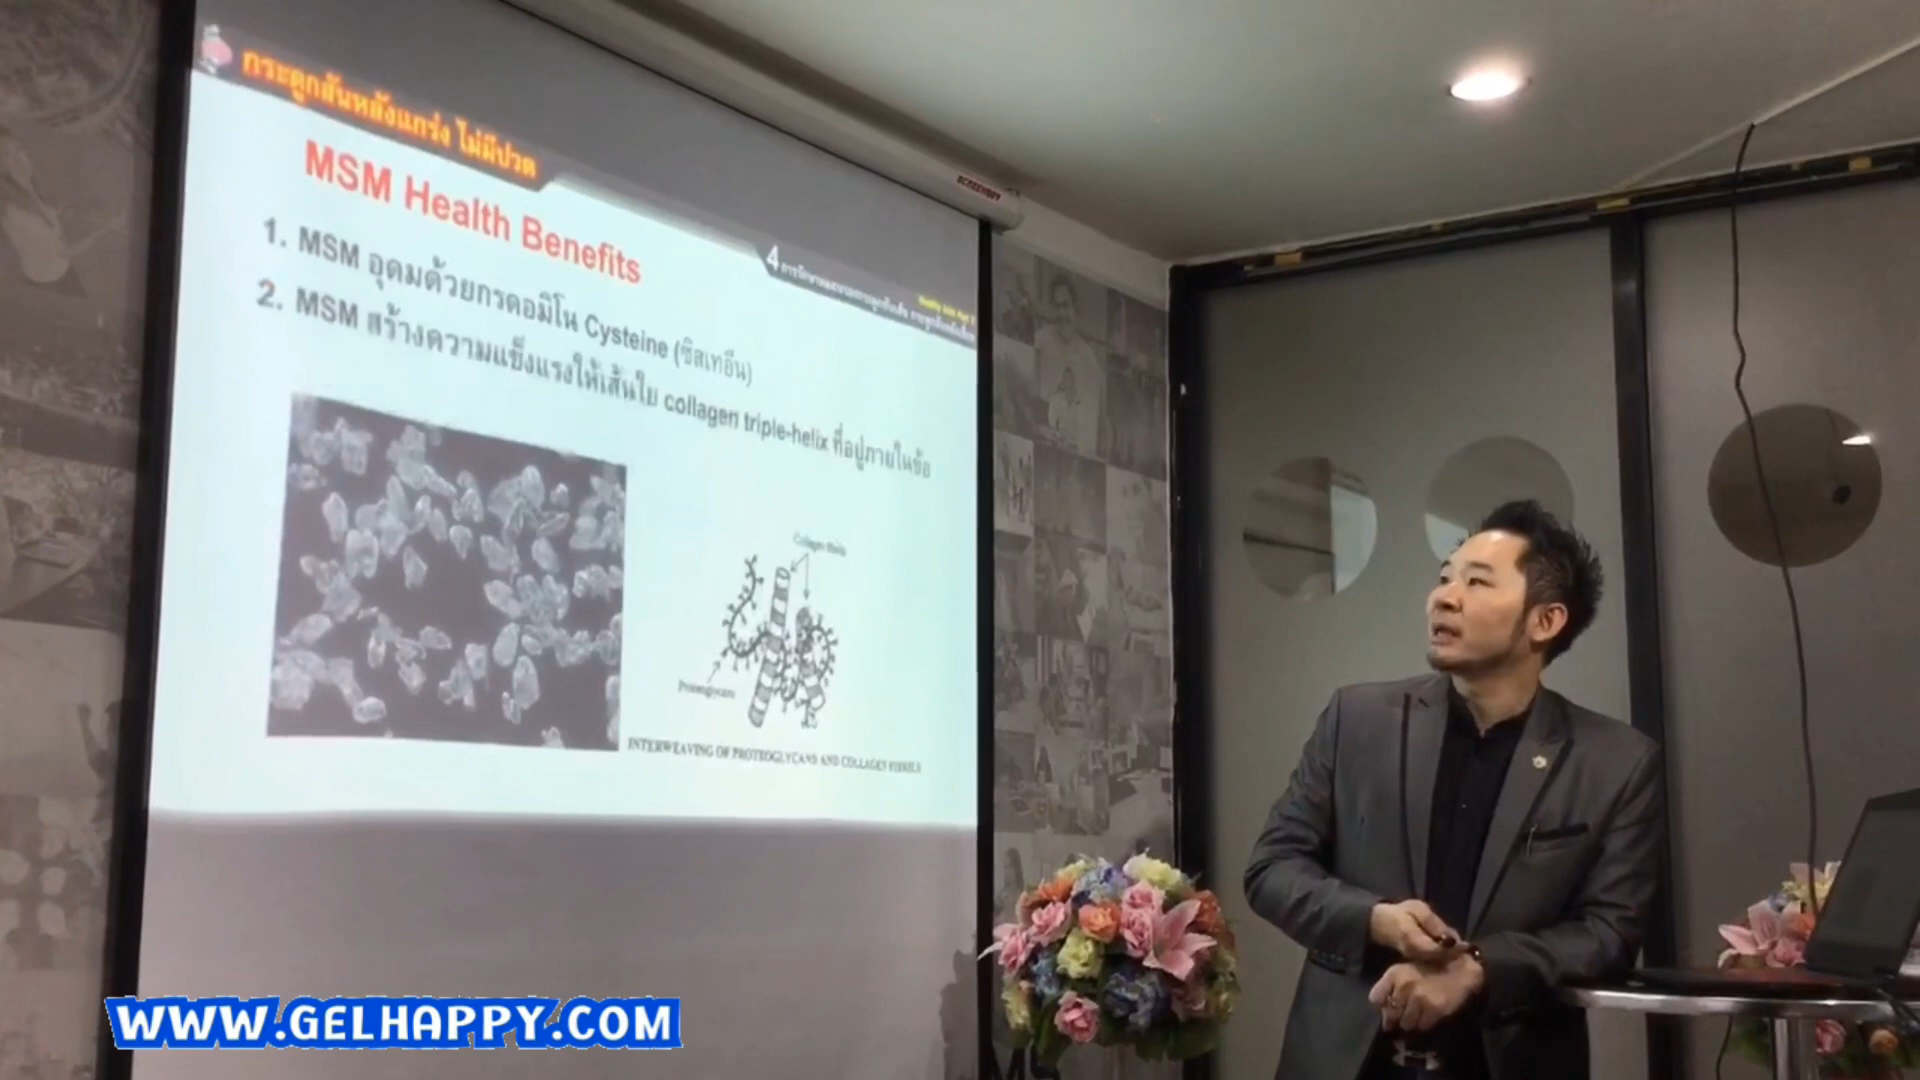 กระดูกสันหลังแกร่ง ไม่มีปวด
MSM Health Benefits
1. MSM อุดมด้วยกรดอมิโน Cysteine (ซิสเทอีน)
2. MSM สร้างความแข็งแรงให้เส้นใย collagen triple-helix ที่อยู่ภายในข้อ
4
Collagen
Proteoglycans
INTERWEAVING OF PROTEOGLYCANS AND COLLAGEN FIBRILS
WWW.GELHAPPY.COM